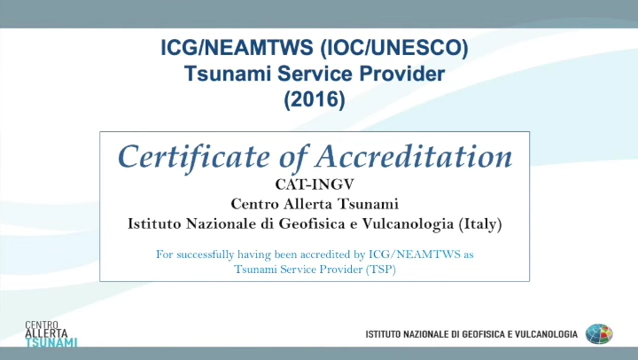 ICG/NEAMTWS (IOC/UNESCO)
Tsunami Service Provider
(2016)
Certificate of Accreditation
CAT-INGV
Centro Allerta Tsunami
Istituto Nazionale di Geofisica e Vulcanologia (Italy)
For successfully having been accredited by ICG/NEAMTWS as
Tsunami Service Provider (TSP)
CENTRO
ALLERTA
TSUNAMI
ISTITUTO NAZIONALE DI GEOFISICA E VULCANOLOGIA